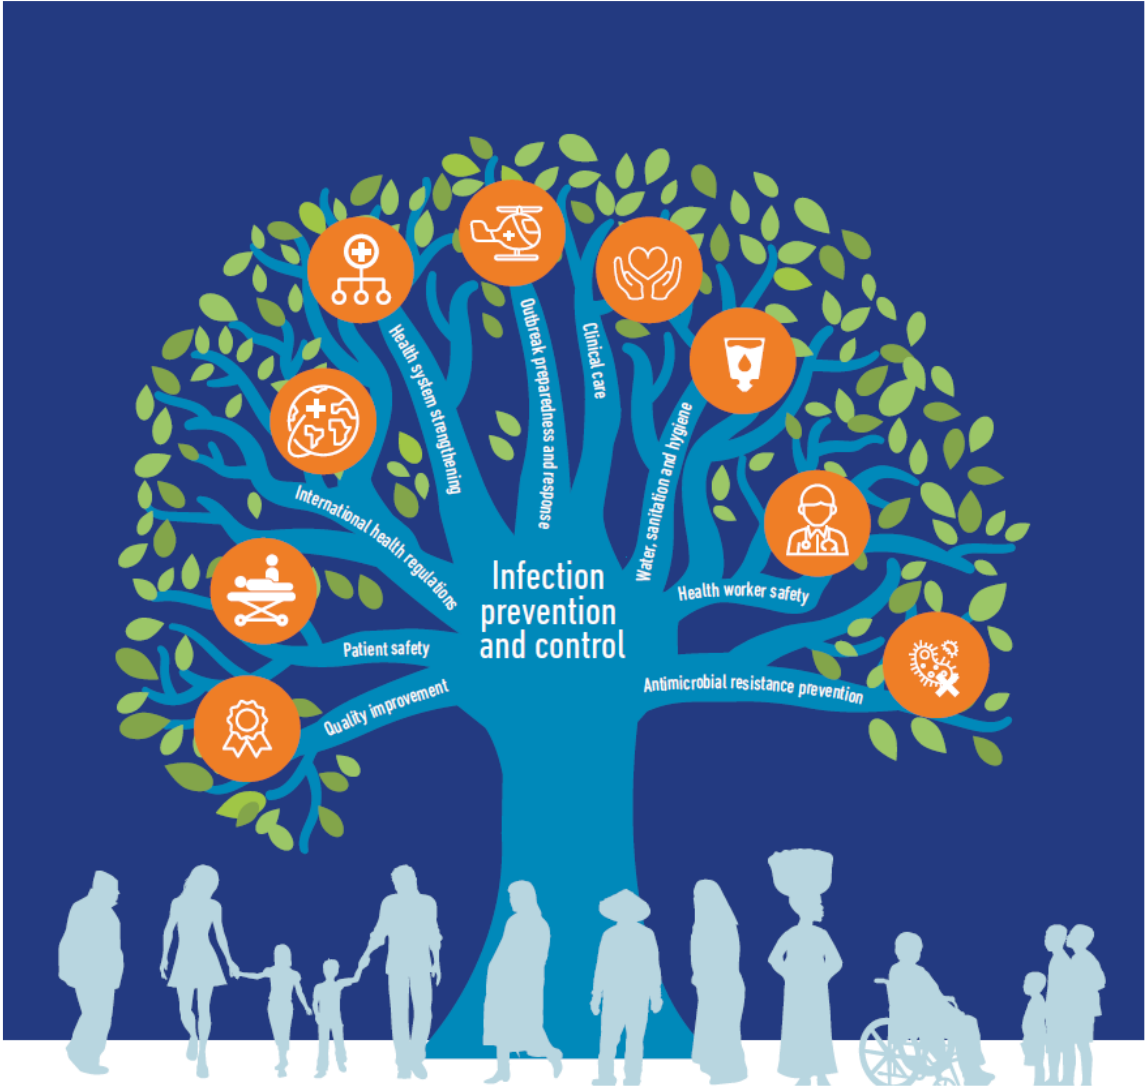 Health system strengthening
Outbreak preparedness and response
Clinical care
Water, sanitation and hygiene
International health regulations
Infection
prevention
and control
Health worker safety
Patient safety
Antimicrobial resistance prevention
Quality improvement